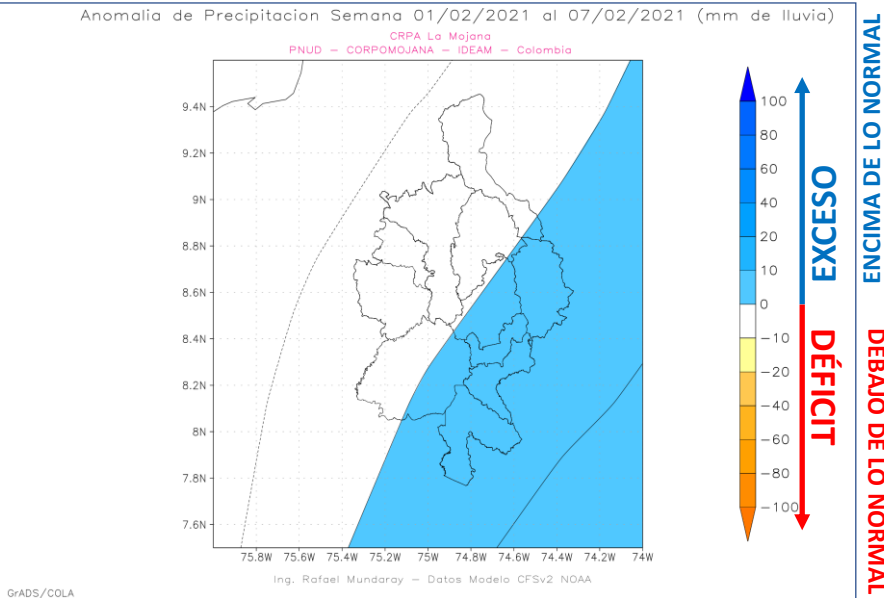 Anomalia de Precipitacion Semana 01/02/2021 al 07/02/2021 (mm de lluvia)
CRPA La Mojana
PNUD – CORPOMOJANA – IDEAM – Colombia
9.4N
9.2N
9N
8.8N
8.6N
8.4N
8.2N
8N
7.8N
7.6N
75.8W 75.6W 75.4W 75.2W 75W 74.8W 74.6W 74.4W 74.2W 74W
Ing. Rafael Mundaray – Datos Modelo CFSv2 NOAA
GrADS/COLA
100
80
60
40
20
10
0
−10
−20
−40
−60
−80
−100
EXCESO
DÉFICIT
ENCIMA DE LO NORMAL
DEBAJO DE LO NORMAL